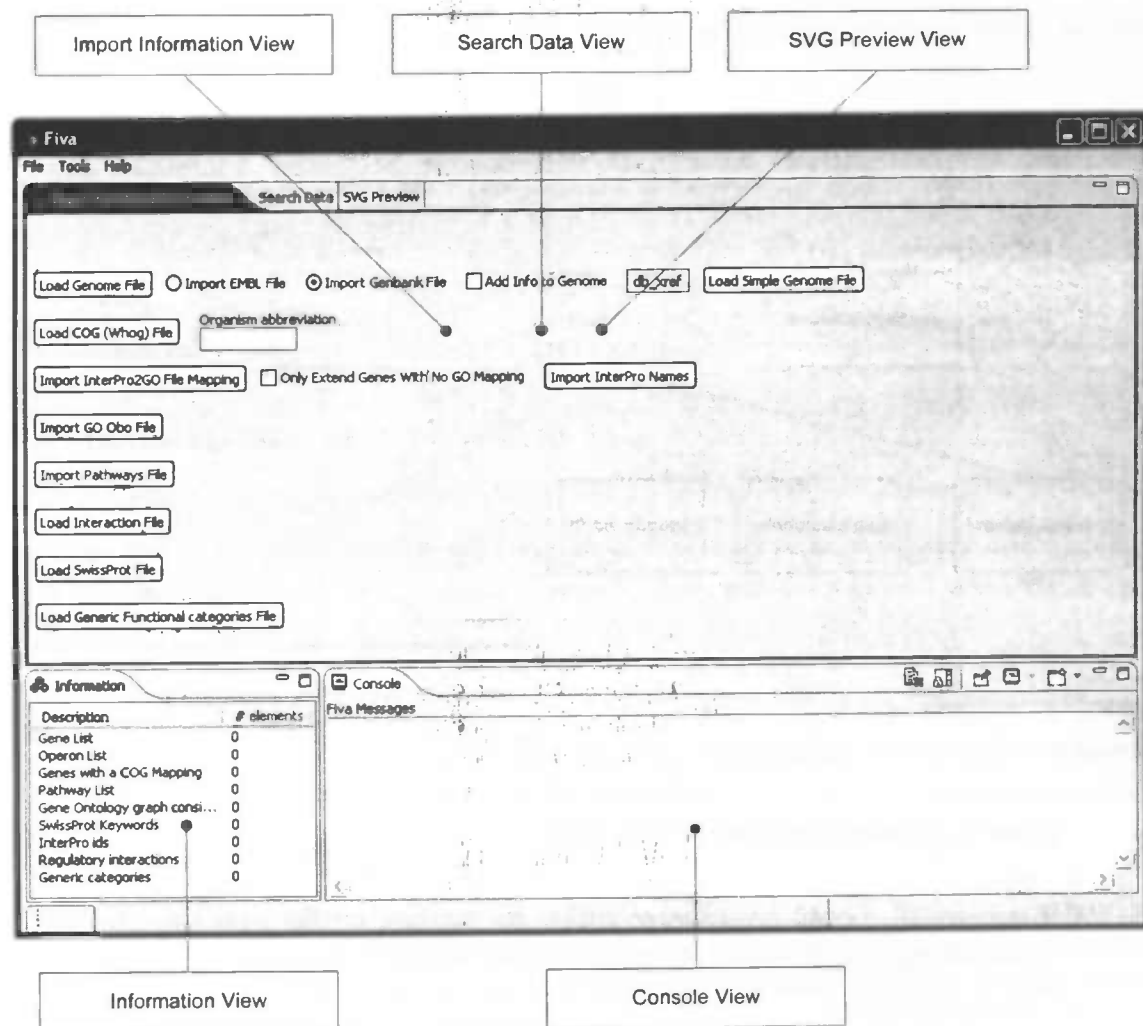 Import Information View
Search Data View
SVG Preview View
Fiva
File Tools Help
Search Data
SVG Preview
Load Genome File
Import EMBL File
Import Genbank File
Add Info to Genome
db_xref
Load Simple Genome File
Load COG (Whog) File
Organism abbreviation
Import InterPro2GO File Mapping
Only Extend Genes With No GO Mapping
Import InterPro Names
Import GO Obo File
Import Pathways File
Load Interaction File
Load SwissProt File
Load Generic Functional categories File
Information
Description # elements
Gene List 0
Operon List 0
Genes with a COG Mapping 0
Pathway List 0
Gene Ontology graph consi... 0
SwissProt Keywords 0
InterPro ids 0
Regulatory interactions 0
Generic categories 0
Console
Fiva Messages
Information View
Console View